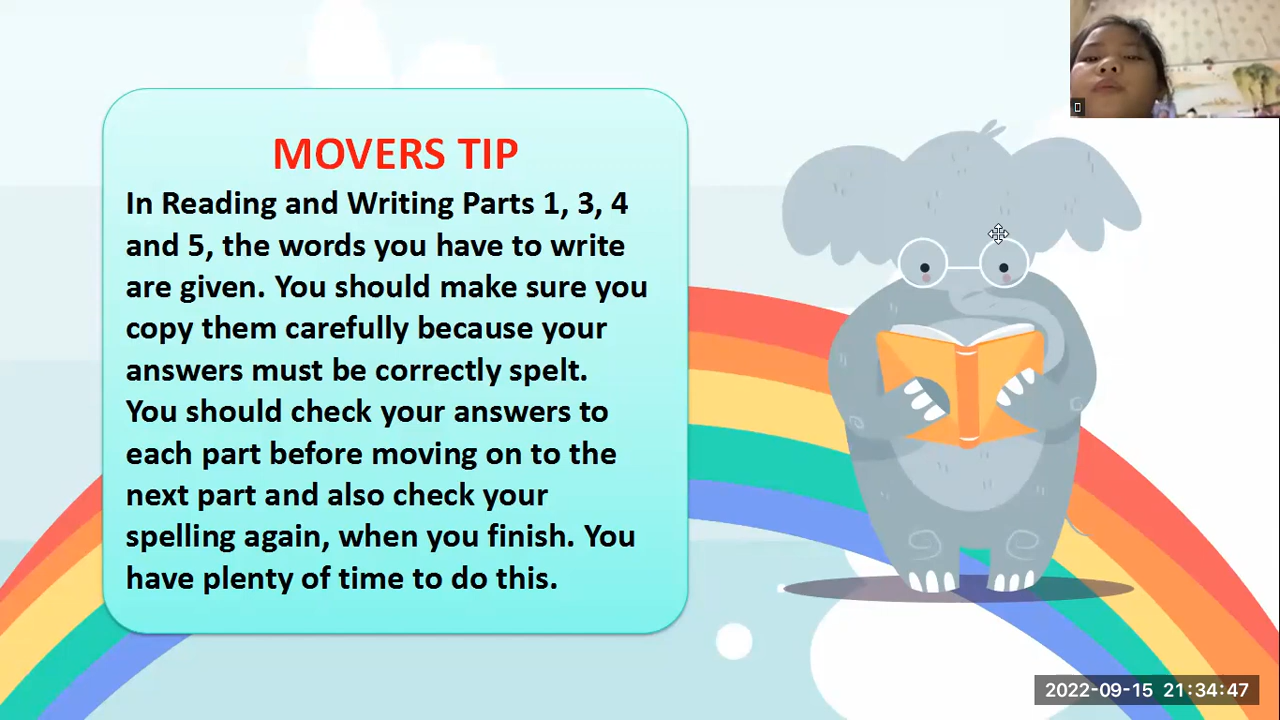 MOVERS TIP
In Reading and Writing Parts 1, 3, 4
and 5, the words you have to write
are given. You should make sure you
copy them carefully because your
answers must be correctly spelt.
You should check your answers to
each part before moving on to the
next part and also check your
spelling again, when you finish. You
have plenty of time to do this.
2022-09-15 21:34:47